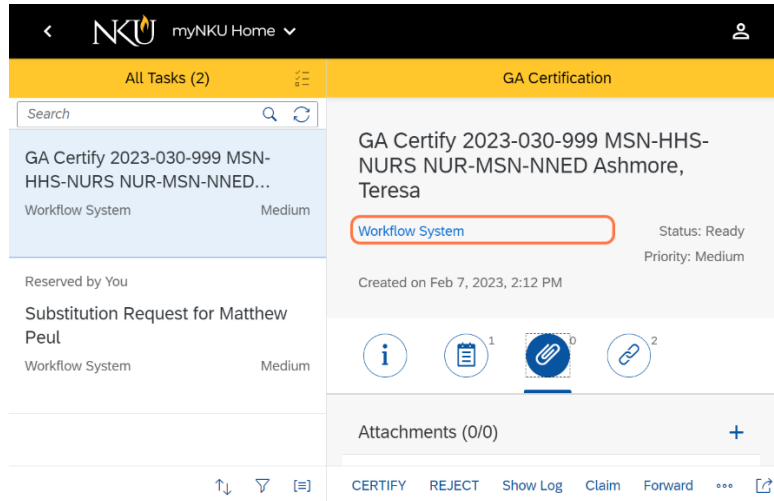 NKU myNKU Home
All Tasks (2)
GA Certification
Search
GA Certify 2023-030-999 MSN-
HHS-NURS NUR-MSN-NNED...
Workflow System Medium
Reserved by You
Substitution Request for Matthew
Peul
Workflow System Medium
GA Certify 2023-030-999 MSN-HHS-
NURS NUR-MSN-NNED Ashmore,
Teresa
Workflow System Status: Ready
Priority: Medium
Created on Feb 7, 2023, 2:12 PM
1 0 2
Attachments (0/0)
CERTIFY REJECT Show Log Claim Forward